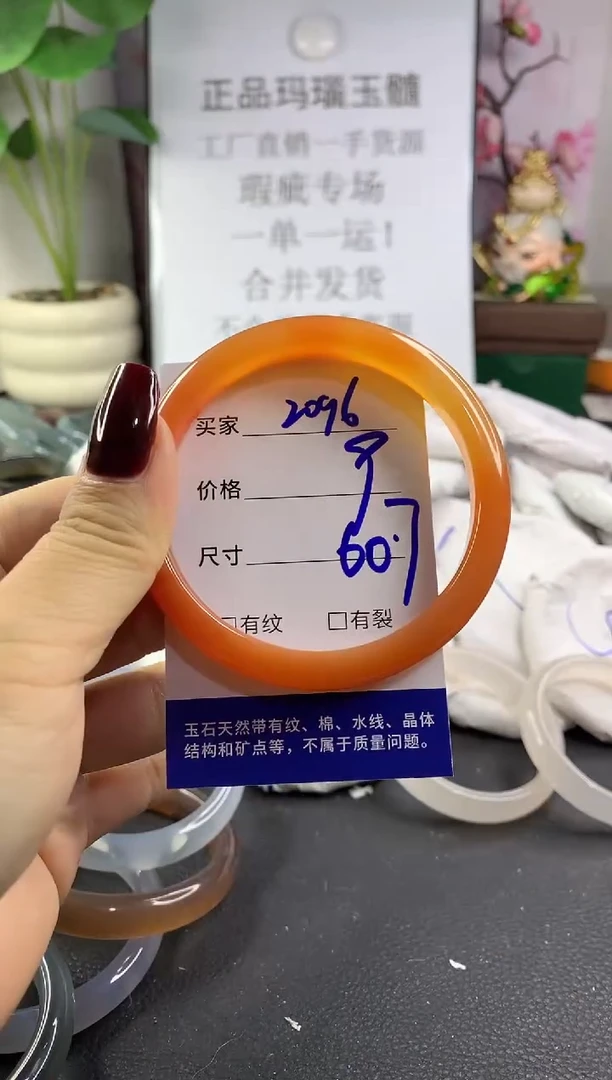 正品玛瑙玉髓
工厂直销一手货源
瑕疵专场
一单一运！
合并发货
买家 2096
价格
尺寸 60.7
□有纹 □有裂
玉石天然带有纹、棉、水线、晶体
结构和矿点等，不属于质量问题。